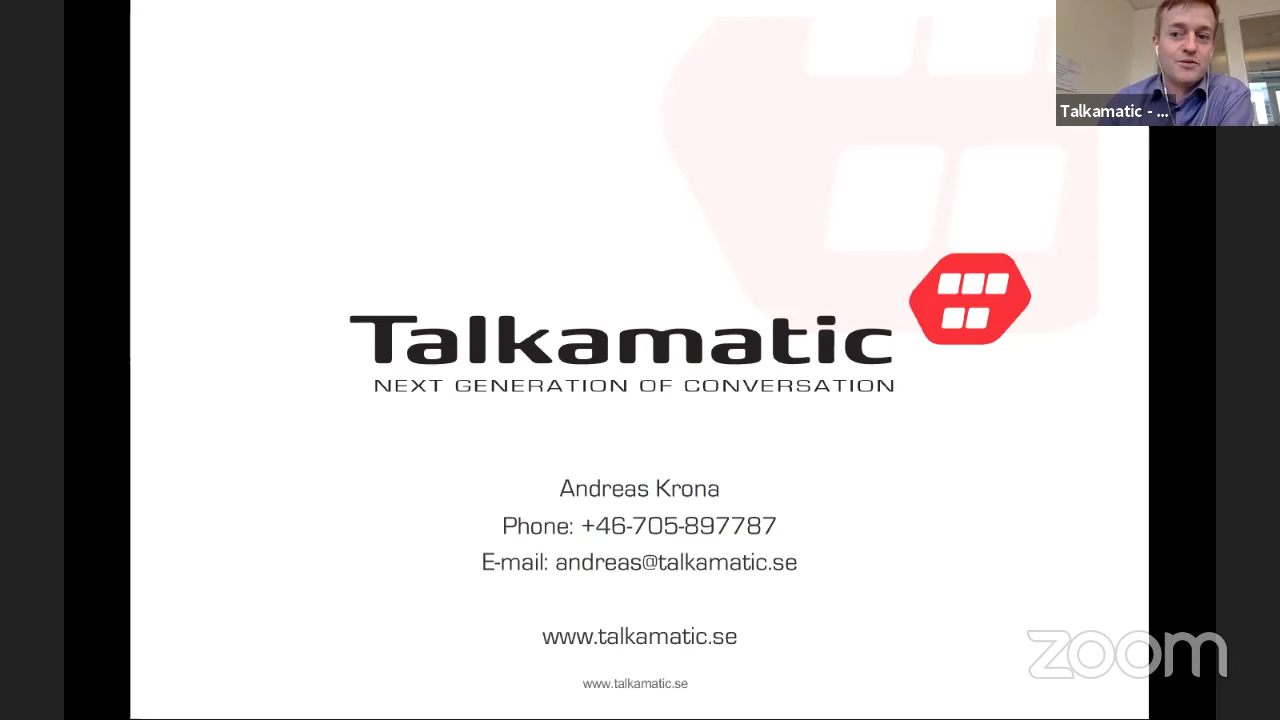 Talkamatic - ...
Talkamatic
NEXT GENERATION OF CONVERSATION
Andreas Krona
Phone: +46-705-897787
E-mail: andreas@talkamatic.se
www.talkamatic.se
www.talkamatic.se
zoom